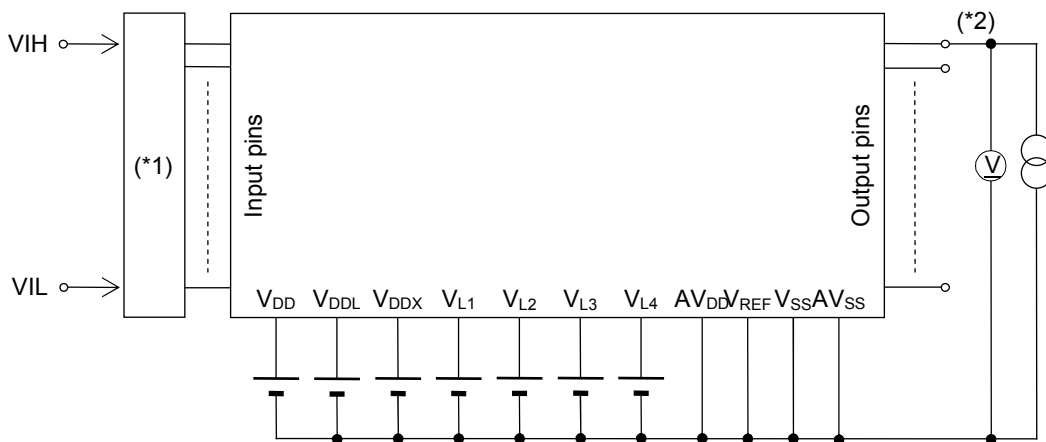 (*2)
VIH
(*1)
Input pins
Output pins
V
VIL
VDD VDDL VDDX VL1 VL2 VL3 VL4 AVDD VREF VSS AVSS